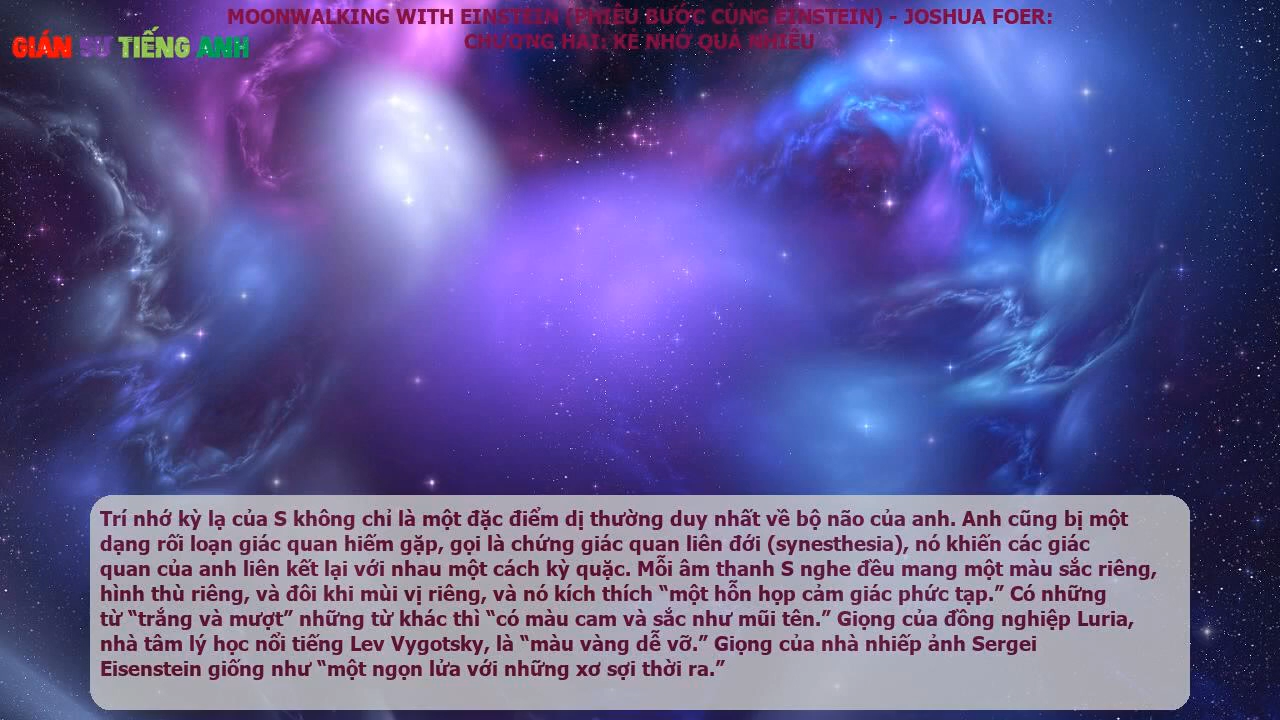 MOONWALKING WITH EINSTEIN (PHIÊU BƯỚC CÙNG EINSTEIN) - JOSHUA FOER:
CHƯƠNG HAI: KẺ NHỚ QUÁ NHIỀU
GIÁN SƯ TIẾNG ANH
Trí nhớ kỳ lạ của S không chỉ là một đặc điểm dị thường duy nhất về bộ não của anh. Anh cũng bị một
dạng rối loạn giác quan hiếm gặp, gọi là chứng giác quan liên đới (synesthesia), nó khiến các giác
quan của anh liên kết lại với nhau một cách kỳ quặc. Mỗi âm thanh S nghe đều mang một màu sắc riêng,
hình thù riêng, và đôi khi mùi vị riêng, và nó kích thích “một hỗn họp cảm giác phức tạp.” Có những
từ “trắng và mượt” những từ khác thì “có màu cam và sắc như mũi tên.” Giọng của đồng nghiệp Luria,
nhà tâm lý học nổi tiếng Lev Vygotsky, là “màu vàng dễ vỡ.” Giọng của nhà nhiếp ảnh Sergei
Eisenstein giống như “một ngọn lửa với những xơ sợi thời ra.”